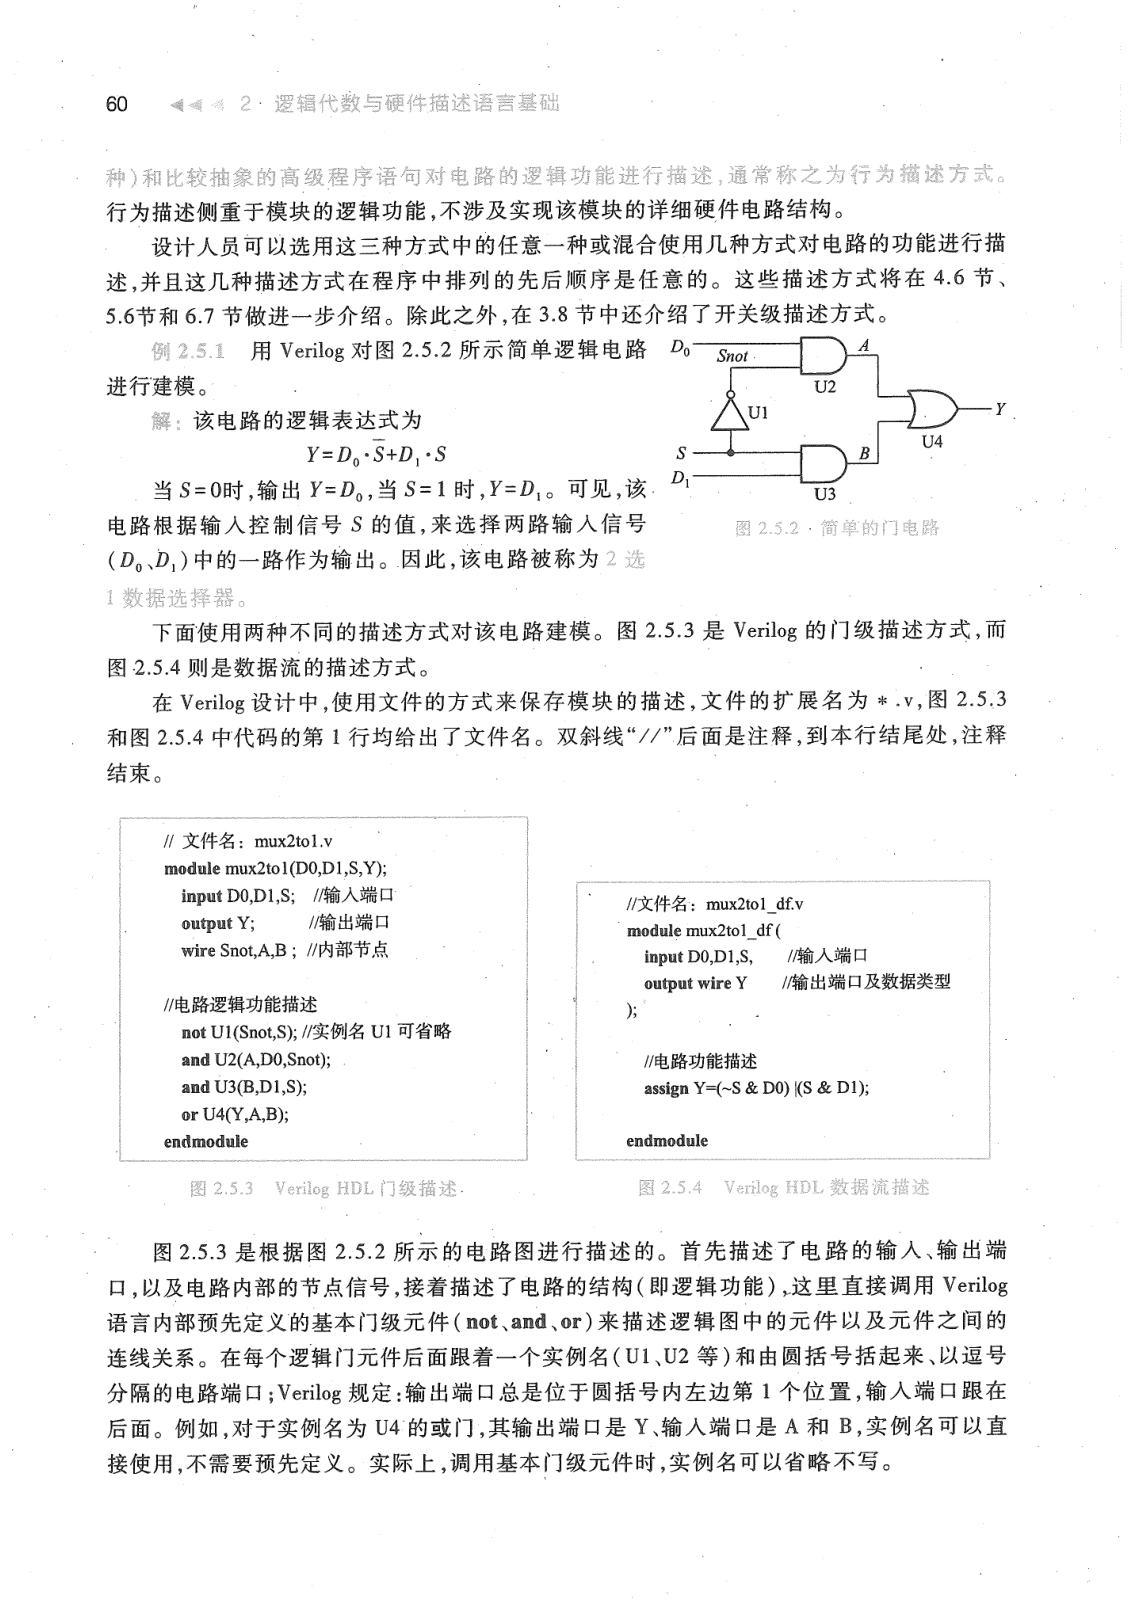 60 2 · 逻辑代数与硬件描述语言基础
种)和比较抽象的高级程序语句对电路的逻辑功能进行描述,通常称之为行为描述方式。
行为描述侧重于模块的逻辑功能,不涉及实现该模块的详细硬件电路结构。
设计人员可以选用这三种方式中的任意一种或混合使用几种方式对电路的功能进行描
述,并且这几种描述方式在程序中排列的先后顺序是任意的。这些描述方式将在 4.6 节、
5.6节和 6.7 节做进一步介绍。除此之外,在 3.8 节中还介绍了开关级描述方式。
例 2.5.1 用 Verilog 对图 2.5.2 所示简单逻辑电路
进行建模。
解:该电路的逻辑表达式为
Y=D₀·S̅+D₁·S
当 S=0时,输出 Y=D₀,当 S=1 时,Y=D₁。可见,该
电路根据输入控制信号 S 的值,来选择两路输入信号
(D₀、D₁)中的一路作为输出。因此,该电路被称为 2 选
1 数据选择器。
D₀
Snot
A
U2
U1
Y
U4
S
B
D₁
U3
图 2.5.2 简单的门电路
下面使用两种不同的描述方式对该电路建模。图 2.5.3 是 Verilog 的门级描述方式,而
图 2.5.4 则是数据流的描述方式。
在 Verilog 设计中,使用文件的方式来保存模块的描述,文件的扩展名为 * .v,图 2.5.3
和图 2.5.4 中代码的第 1 行均给出了文件名。双斜线“//”后面是注释,到本行结尾处,注释
结束。
// 文件名:mux2to1.v
module mux2to1(D0,D1,S,Y);
input D0,D1,S; //输入端口
output Y; //输出端口
wire Snot,A,B ; //内部节点
//电路逻辑功能描述
not U1(Snot,S); //实例名 U1 可省略
and U2(A,D0,Snot);
and U3(B,D1,S);
or U4(Y,A,B);
endmodule
图 2.5.3 Verilog HDL 门级描述
//文件名:mux2to1_df.v
module mux2to1_df (
input D0,D1,S, //输入端口
output wire Y //输出端口及数据类型
);
//电路功能描述
assign Y=(~S & D0) |(S & D1);
endmodule
图 2.5.4 Verilog HDL 数据流描述
图 2.5.3 是根据图 2.5.2 所示的电路图进行描述的。首先描述了电路的输入、输出端
口,以及电路内部的节点信号,接着描述了电路的结构(即逻辑功能),这里直接调用 Verilog
语言内部预先定义的基本门级元件(not、and、or)来描述逻辑图中的元件以及元件之间的
连线关系。在每个逻辑门元件后面跟着一个实例名(U1、U2 等)和由圆括号括起来、以逗号
分隔的电路端口;Verilog 规定:输出端口总是位于圆括号内左边第 1 个位置,输入端口跟在
后面。例如,对于实例名为 U4 的或门,其输出端口是 Y、输入端口是 A 和 B,实例名可以直
接使用,不需要预先定义。实际上,调用基本门级元件时,实例名可以省略不写。